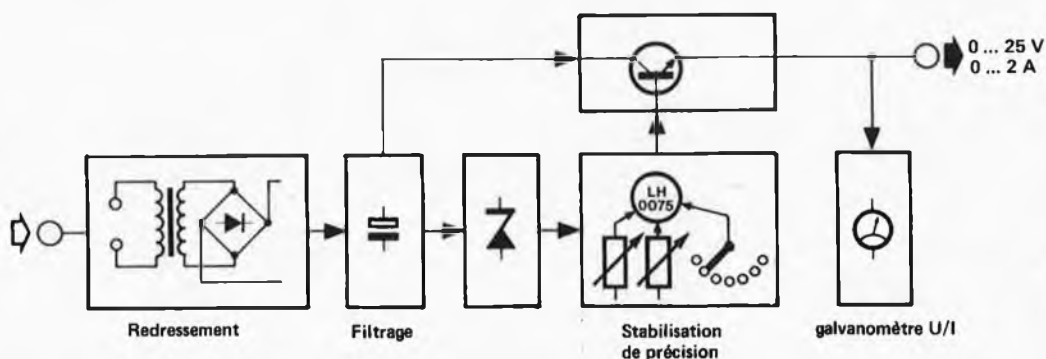 0 ... 25 V
0 ... 2 A
LH
0075
Redressement
Filtrage
Stabilisation
de précision
galvanomètre U/I